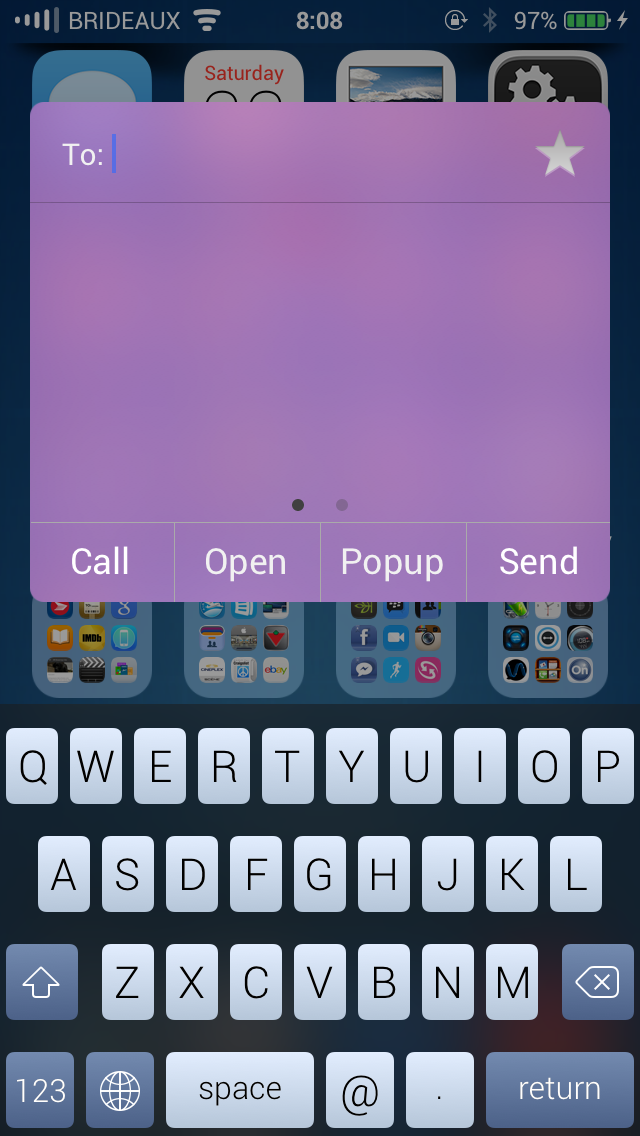 BRIDEAUX 8:08 97%
Saturday
To:
Call Open Popup Send
IMDb
ebay
Q W E R T Y U I O P
A S D F G H J K L
Z X C V B N M
123 space @ . return